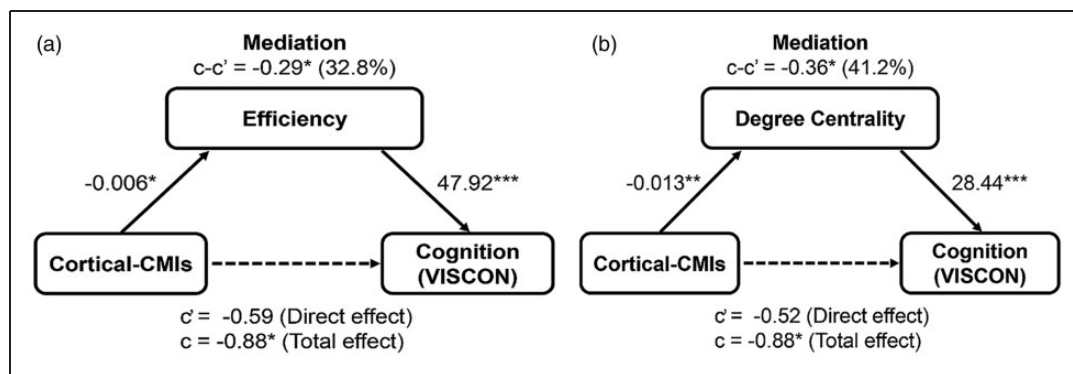 (a)
Mediation
c-c' = -0.29* (32.8%)
Efficiency
-0.006*
47.92***
Cortical-CMIs
Cognition
(VISCON)
c' = -0.59 (Direct effect)
c = -0.88* (Total effect)
(b)
Mediation
c-c' = -0.36* (41.2%)
Degree Centrality
-0.013**
28.44***
Cortical-CMIs
Cognition
(VISCON)
c' = -0.52 (Direct effect)
c = -0.88* (Total effect)